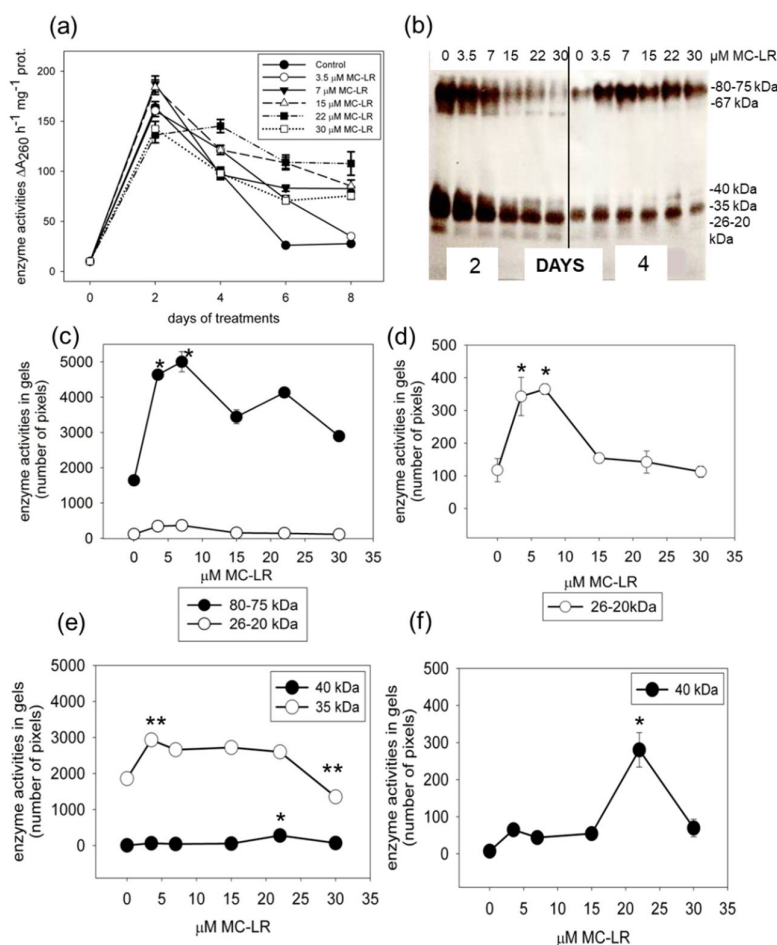 (a)
enzyme activities ΔA260 h⁻¹ mg⁻¹ prot.
200
150
100
50
0
0 2 4 6 8
days of treatments
Control
3.5 µM MC-LR
7 µM MC-LR
15 µM MC-LR
22 µM MC-LR
30 µM MC-LR
(b)
0 3.5 7 15 22 30 0 3.5 7 15 22 30 µM MC-LR
-80-75 kDa
-67 kDa
-40 kDa
-35 kDa
-26-20
kDa
2 DAYS 4
(c)
enzyme activities in gels
(number of pixels)
5000
4000
3000
2000
1000
0
* *
0 5 10 15 20 25 30 35
µM MC-LR
80-75 kDa
26-20 kDa
(d)
enzyme activities in gels
(number of pixels)
500
400
300
200
100
0
* *
0 5 10 15 20 25 30 35
µM MC-LR
26-20kDa
(e)
enzyme activities in gels
(number of pixels)
5000
4000
3000
2000
1000
0
40 kDa
35 kDa
** **
*
0 5 10 15 20 25 30 35
µM MC-LR
(f)
enzyme activities in gels
(number of pixels)
500
400
300
200
100
0
40 kDa
*
0 5 10 15 20 25 30 35
µM MC-LR